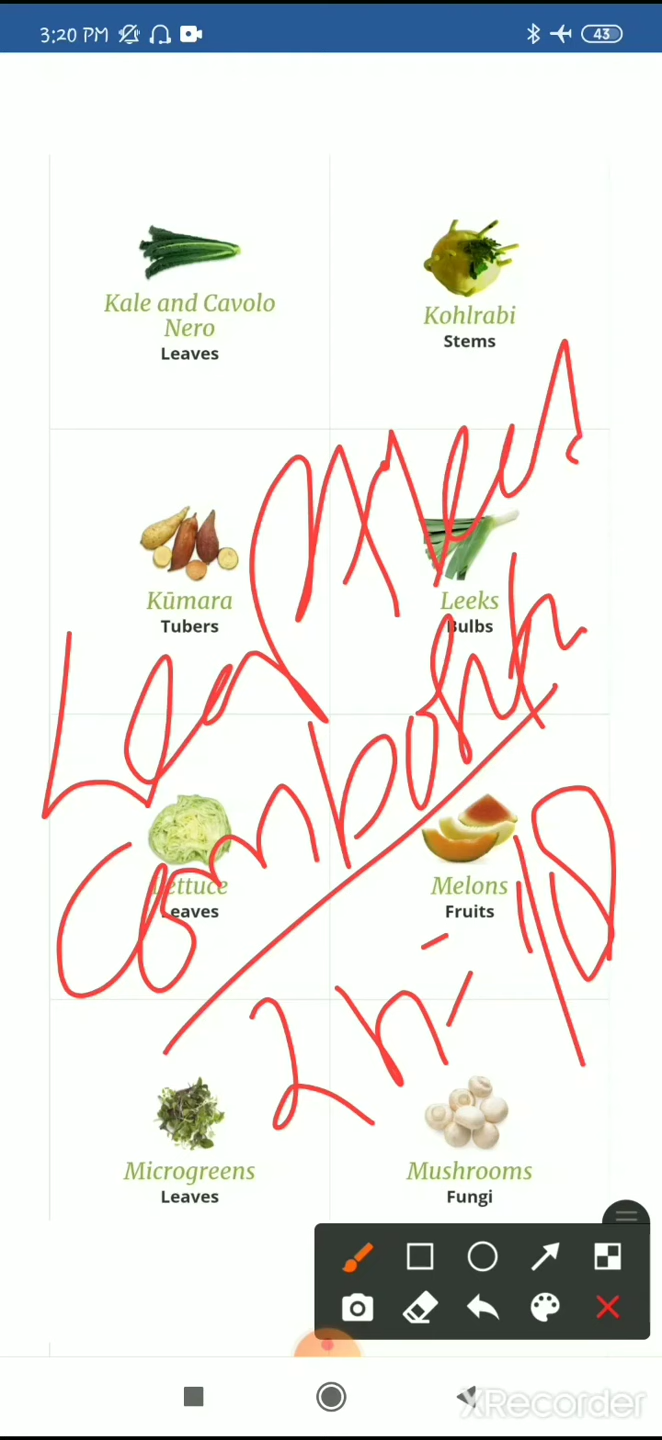 3:20 PM 43
Kale and Cavolo Nero
Leaves
Kohlrabi
Stems
Kūmara
Tubers
Leeks
Bulbs
Lettuce
Leaves
Melons
Fruits
Microgreens
Leaves
Mushrooms
Fungi
XRecorder